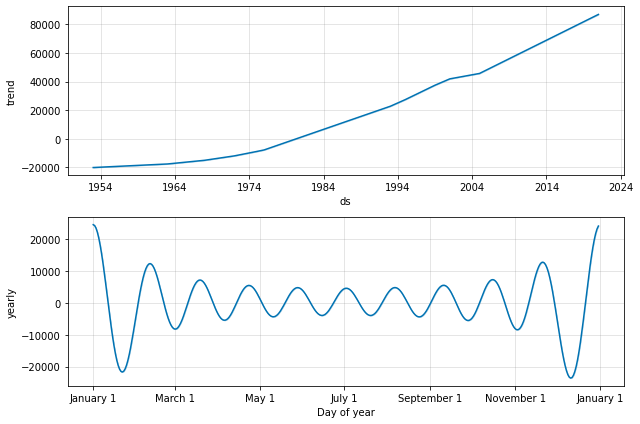 80000
60000
40000
20000
0
−20000
trend
1954
1964
1974
1984
1994
2004
2014
2024
ds
20000
10000
0
−10000
−20000
yearly
January 1
March 1
May 1
July 1
September 1
November 1
January 1
Day of year